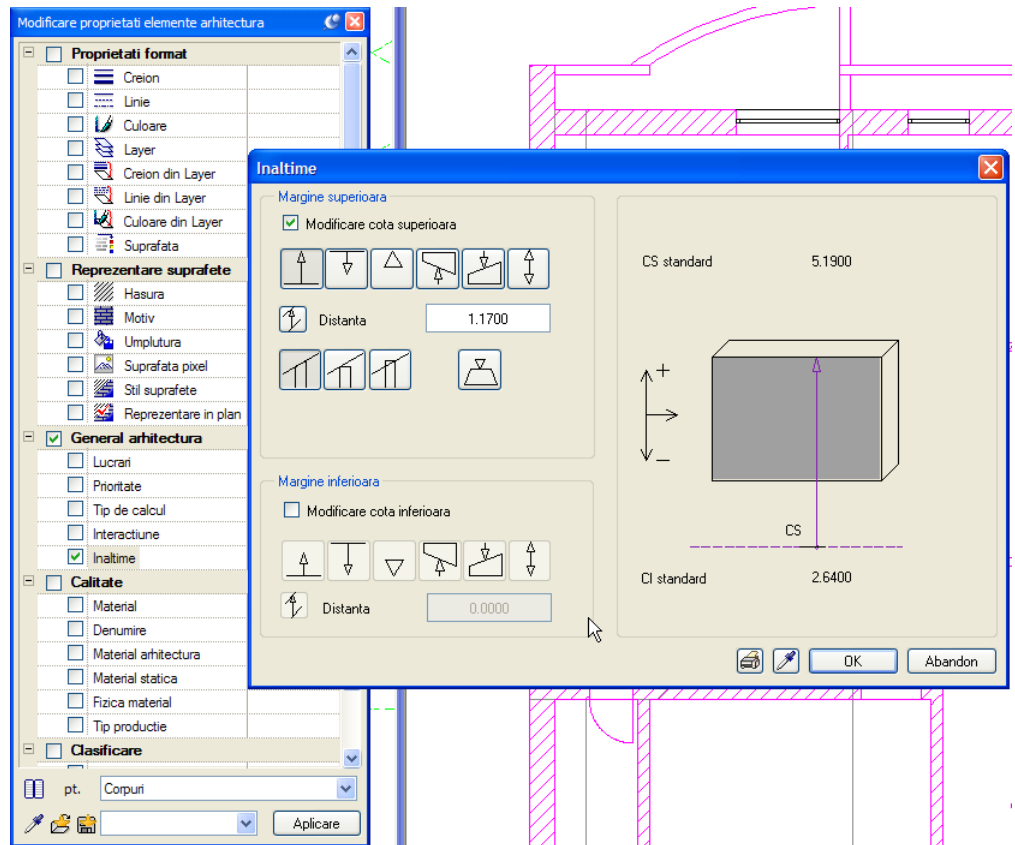 Modificare proprietati elemente arhitectura
Proprietati format
Creion
Linie
Culoare
Layer
Creion din Layer
Linie din Layer
Culoare din Layer
Suprafata
Reprezentare suprafete
Hasura
Motiv
Umplutura
Suprafata pixel
Stil suprafete
Reprezentare in plan
General arhitectura
Lucrari
Prioritate
Tip de calcul
Interactiune
Inaltime
Calitate
Material
Denumire
Material arhitectura
Material statica
Fizica material
Tip productie
Clasificare
pt. Corpuri
Aplicare
Inaltime
Margine superioara
Modificare cota superioara
Distanta 1.1700
Margine inferioara
Modificare cota inferioara
Distanta 0.0000
CS standard 5.1900
+
−
CS
CI standard 2.6400
OK Abandon